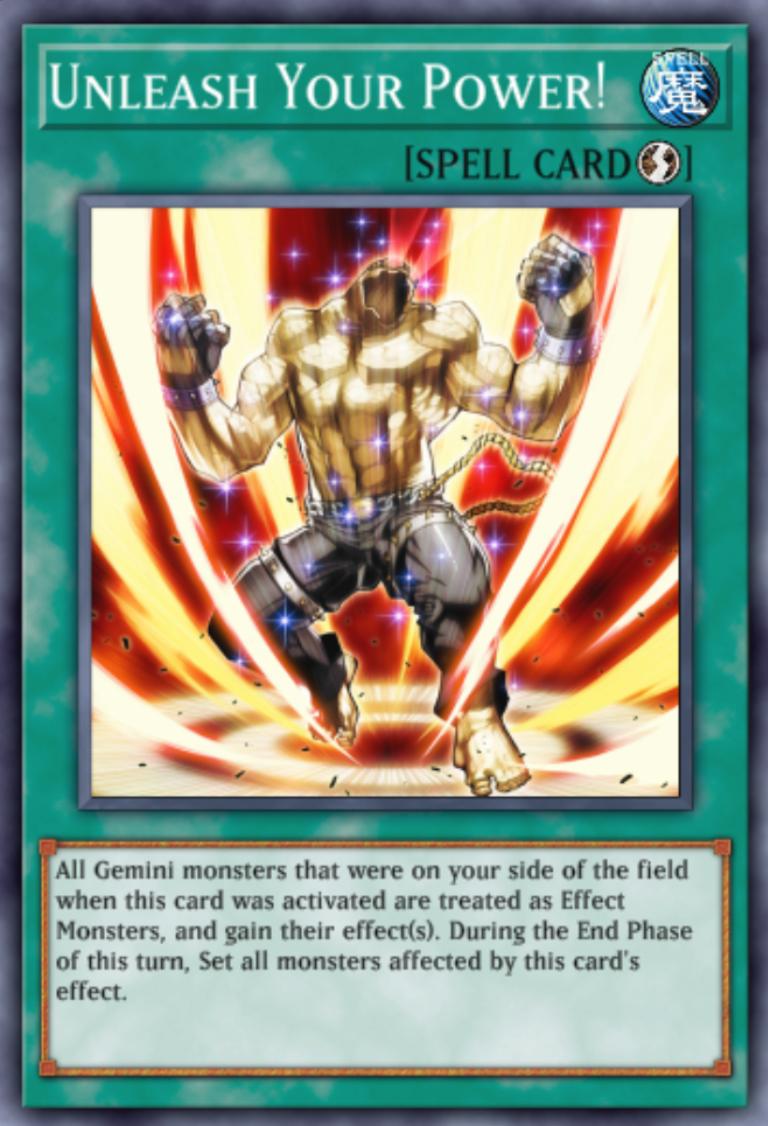 UNLEASH YOUR POWER!
SPELL
魔
[SPELL CARD]
All Gemini monsters that were on your side of the field
when this card was activated are treated as Effect
Monsters, and gain their effect(s). During the End Phase
of this turn, Set all monsters affected by this card's
effect.